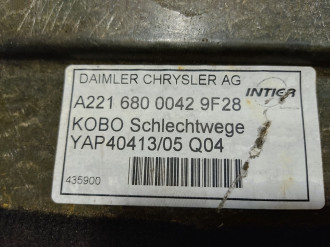 DAIMLER CHRYSLER AG
INTIER
A221 680 0042 9F28
KOBO Schlechtwege
YAP40413/05 Q04
435900